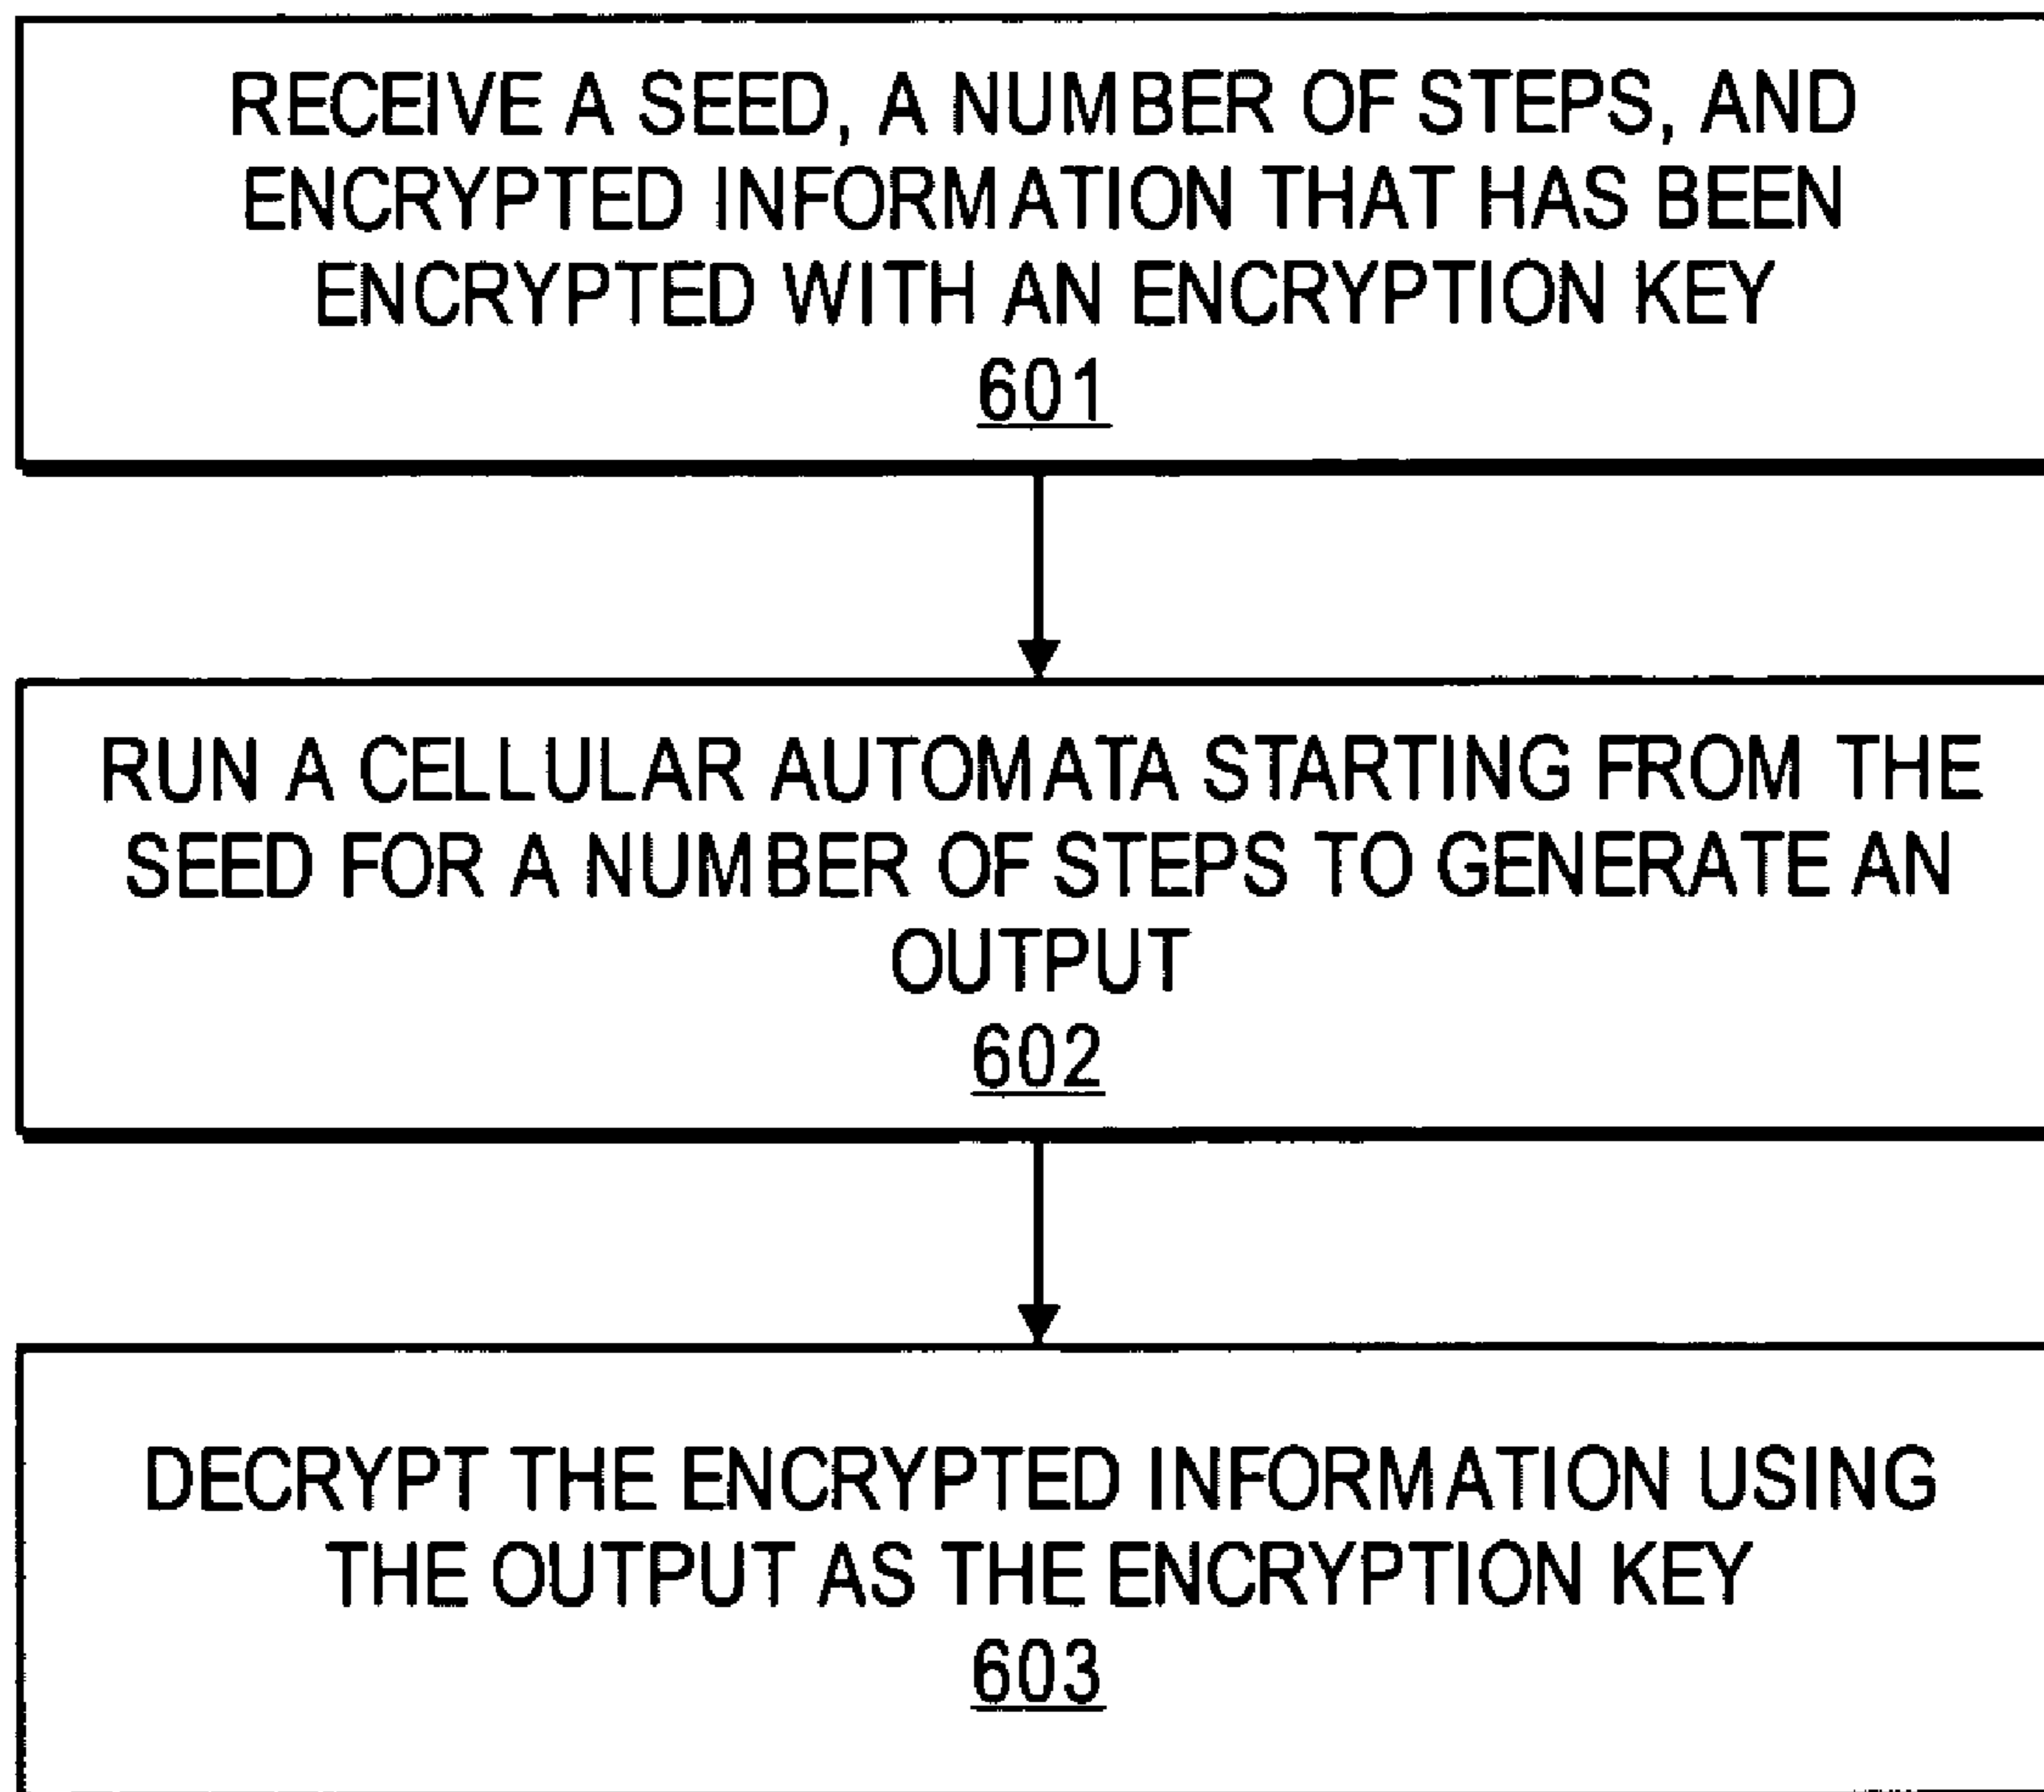 RECEIVE A SEED, A NUMBER OF STEPS, AND
ENCRYPTED INFORMATION THAT HAS BEEN
ENCRYPTED WITH AN ENCRYPTION KEY
601
RUN A CELLULAR AUTOMATA STARTING FROM THE
SEED FOR A NUMBER OF STEPS TO GENERATE AN
OUTPUT
602
DECRYPT THE ENCRYPTED INFORMATION USING
THE OUTPUT AS THE ENCRYPTION KEY
603